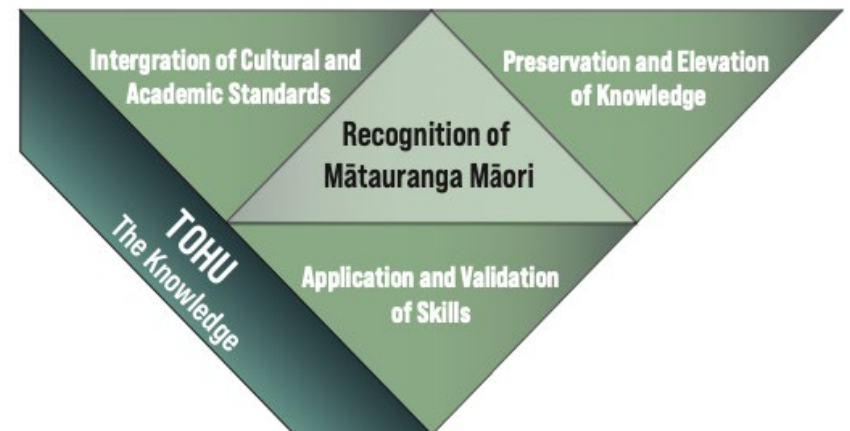 Intergration of Cultural and
Academic Standards
Preservation and Elevation
of Knowledge
Recognition of
Mātauranga Māori
TOHU
The Knowledge
Application and Validation
of Skills